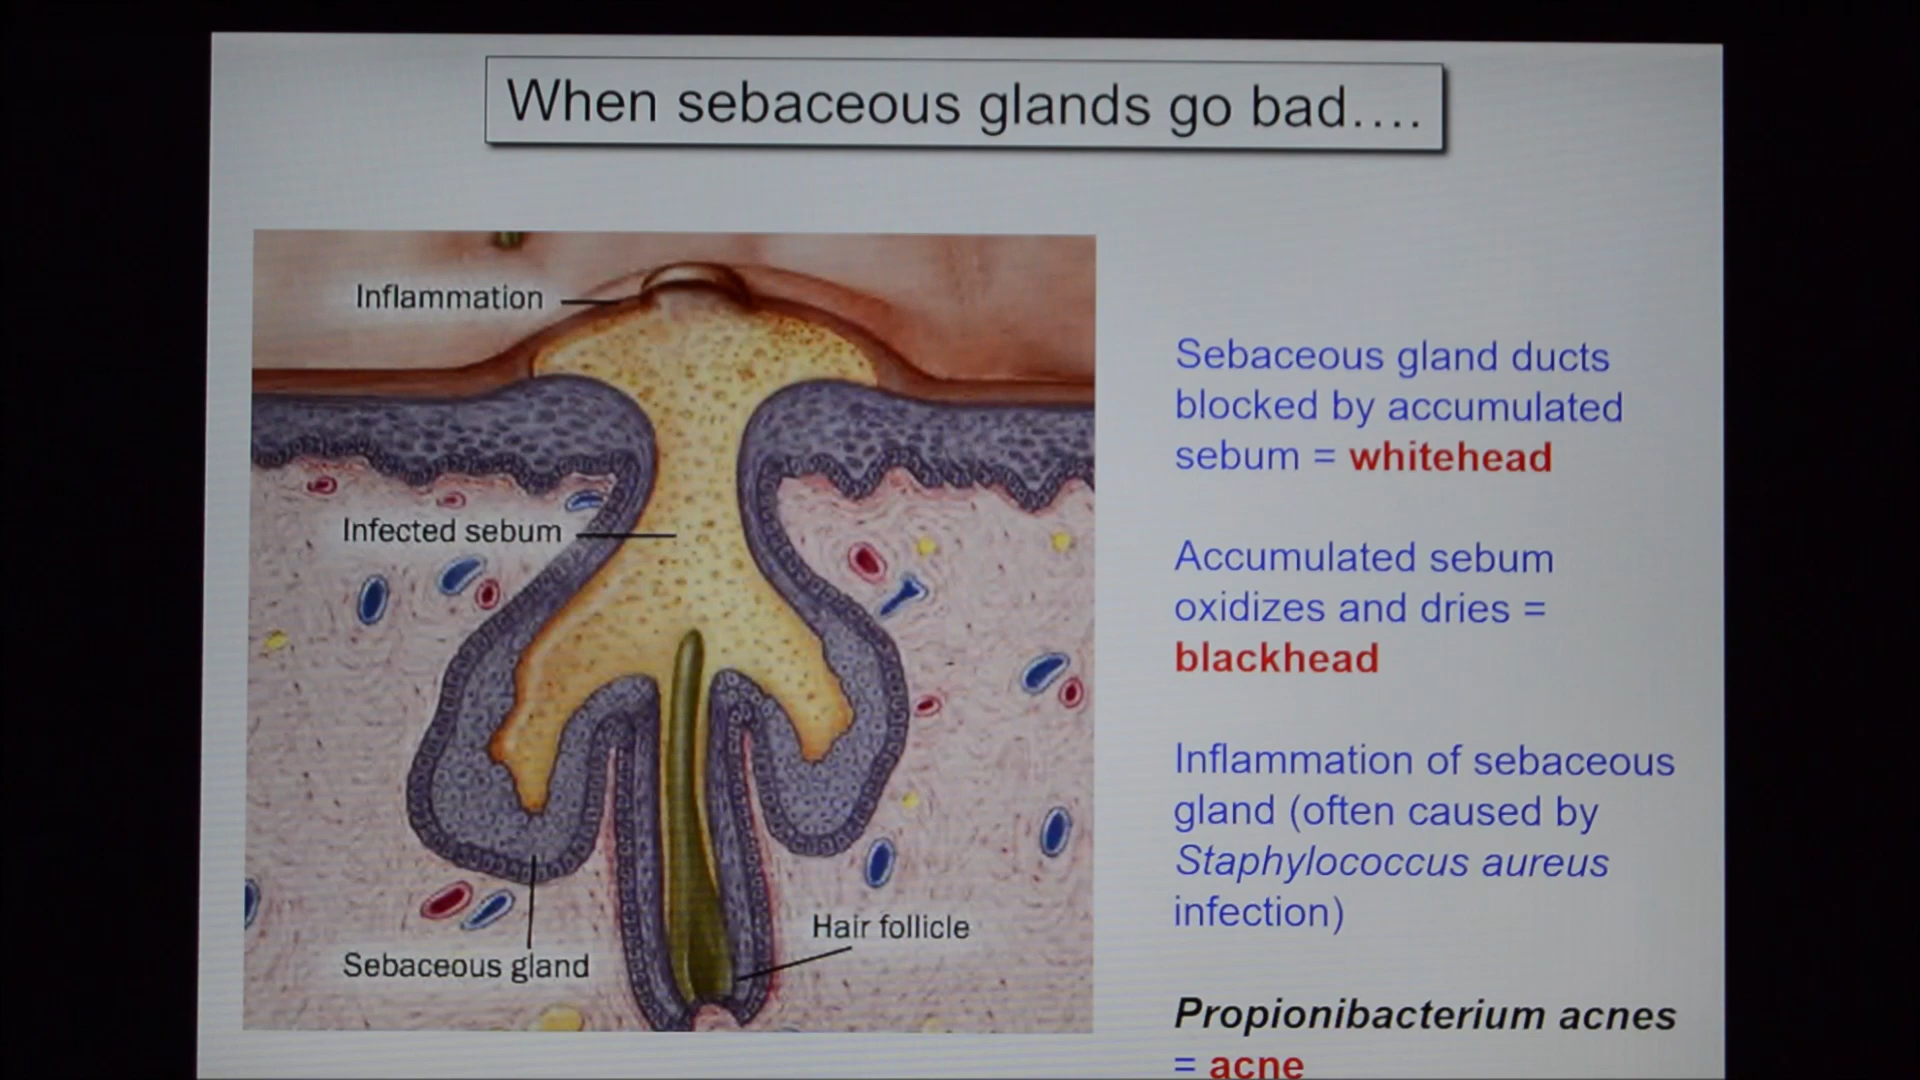 When sebaceous glands go bad....
Inflammation
Infected sebum
Sebaceous gland
Hair follicle
Sebaceous gland ducts
blocked by accumulated
sebum = whitehead
Accumulated sebum
oxidizes and dries =
blackhead
Inflammation of sebaceous
gland (often caused by
Staphylococcus aureus
infection)
Propionibacterium acnes
= acne